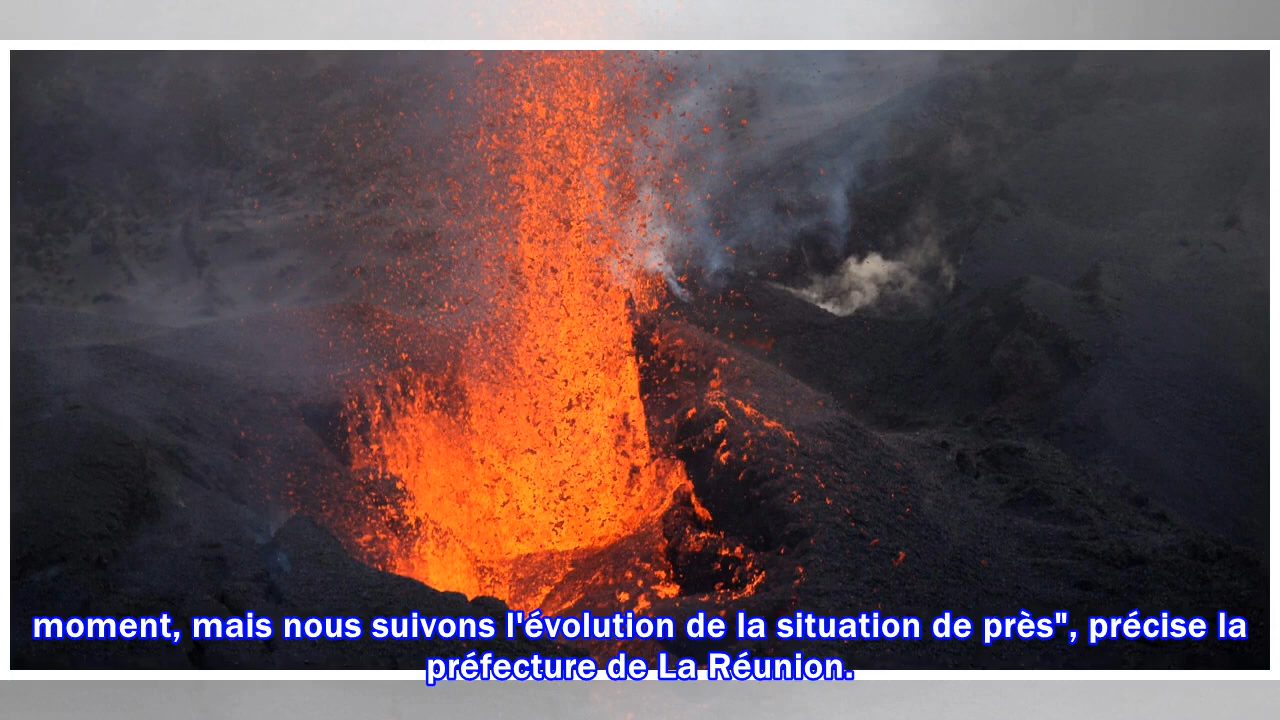 moment, mais nous suivons l'évolution de la situation de près", précise la
préfecture de La Réunion.